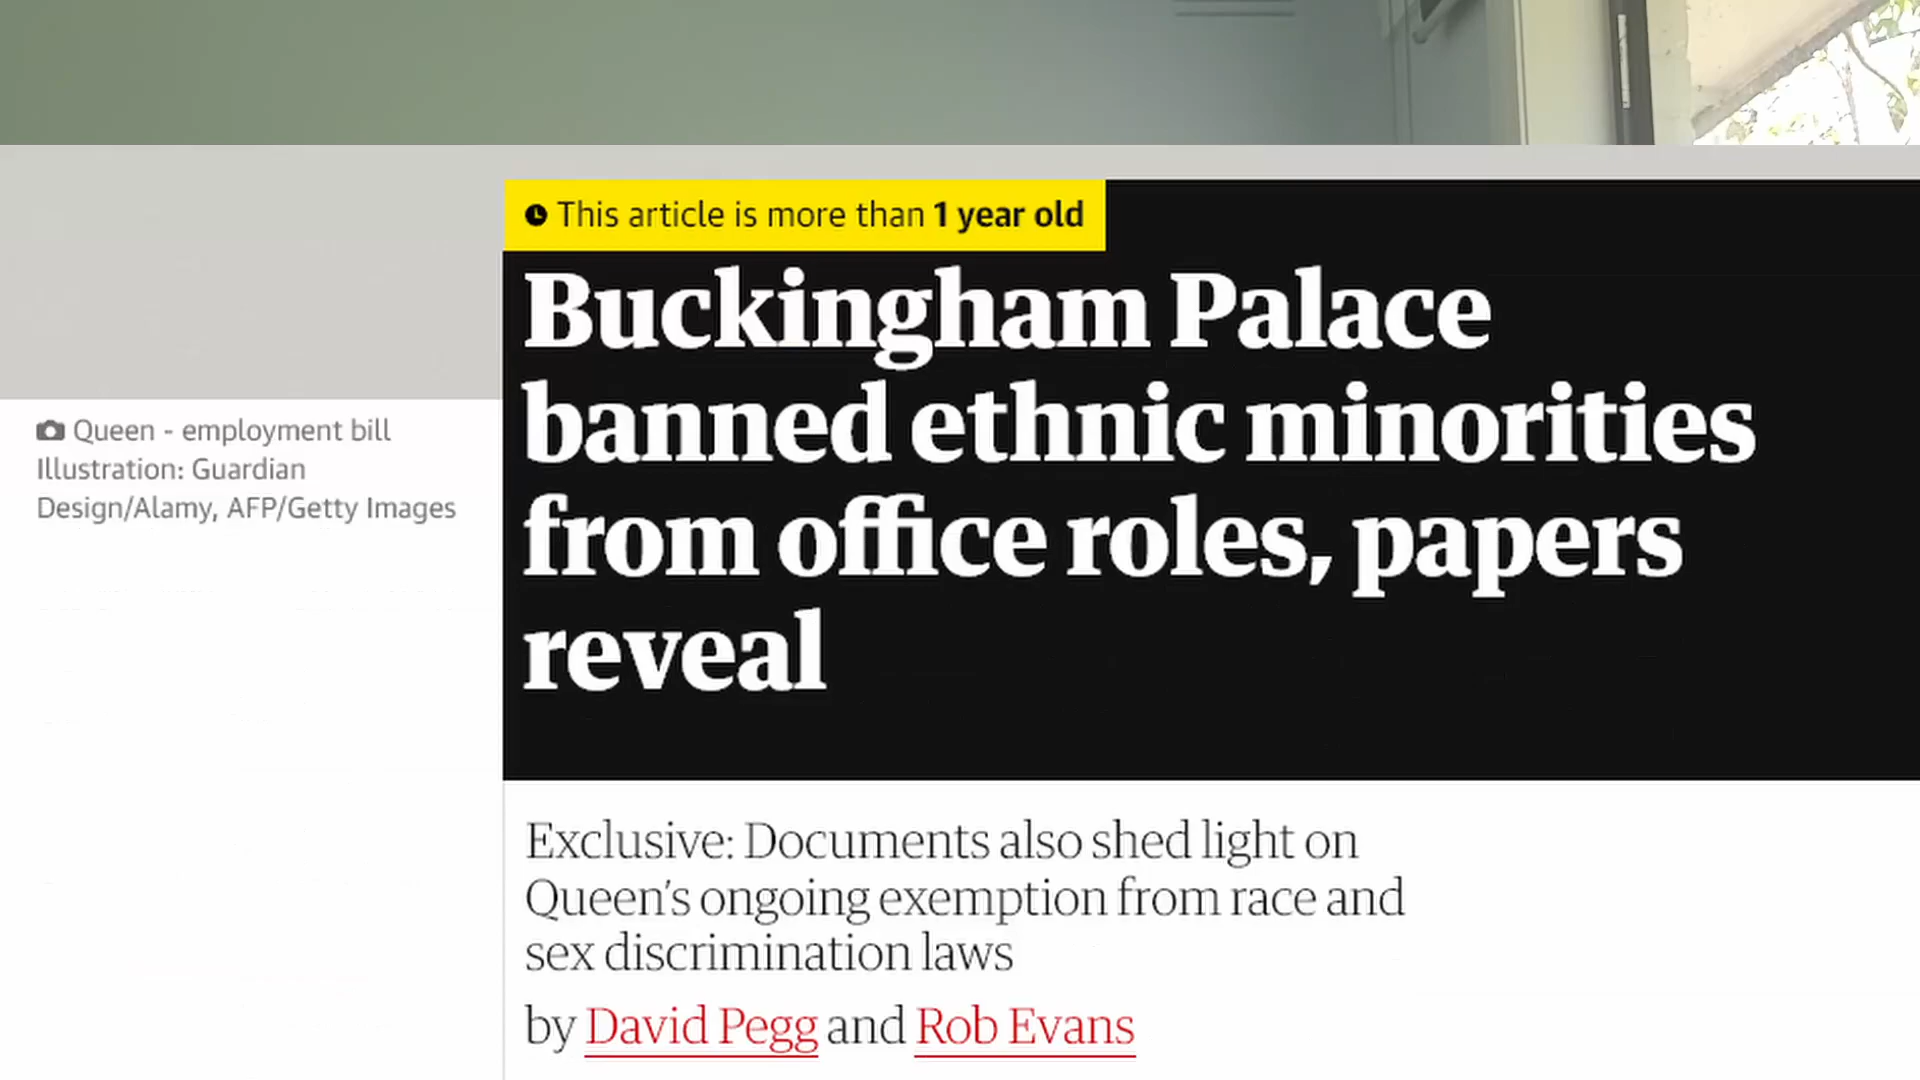 This article is more than 1 year old
Buckingham Palace
banned ethnic minorities
from office roles, papers
reveal
Queen - employment bill
Illustration: Guardian
Design/Alamy, AFP/Getty Images
Exclusive: Documents also shed light on
Queen's ongoing exemption from race and
sex discrimination laws
by David Pegg and Rob Evans